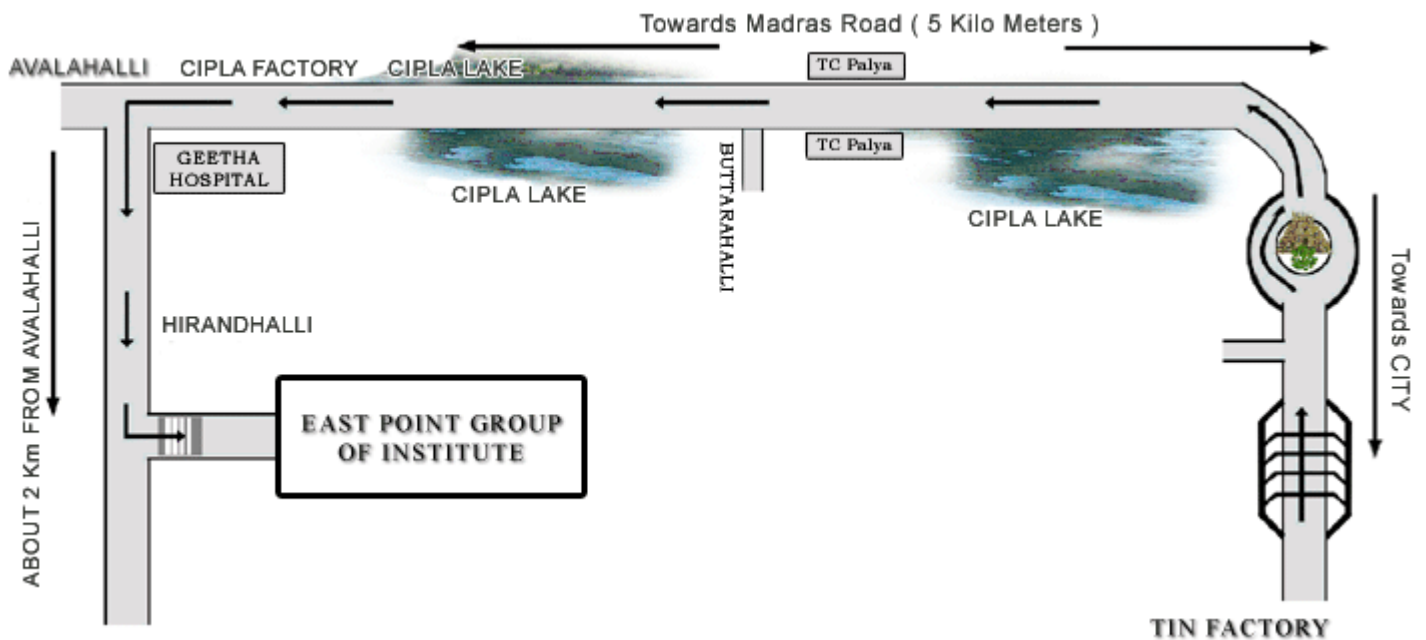 Towards Madras Road ( 5 Kilo Meters )
AVALAHALLI
CIPLA FACTORY
CIPLA LAKE
TC Palya
GEETHA
HOSPITAL
CIPLA LAKE
BUTTARAHALLI
TC Palya
CIPLA LAKE
Towards CITY
ABOUT 2 Km FROM AVALAHALLI
HIRANDHALLI
EAST POINT GROUP
OF INSTITUTE
TIN FACTORY